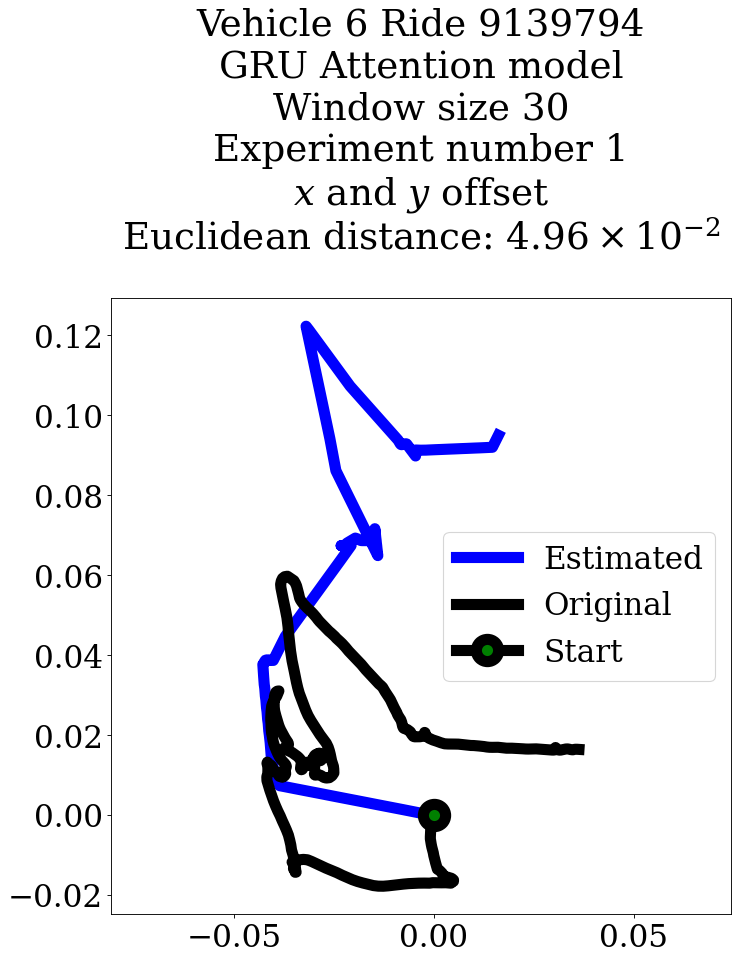 Vehicle 6 Ride 9139794
GRU Attention model
Window size 30
Experiment number 1
x and y offset
Euclidean distance: 4.96 × 10⁻²
0.12
0.10
0.08
0.06
0.04
0.02
0.00
−0.02
Estimated
Original
Start
−0.05 0.00 0.05